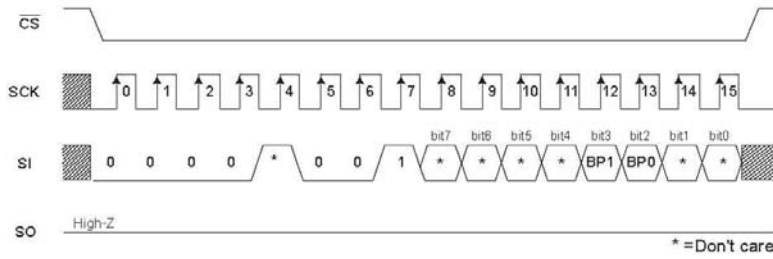 CS
SCK 0 1 2 3 4 5 6 7 8 9 10 11 12 13 14 15
bit7 bit6 bit5 bit4 bit3 bit2 bit1 bit0
SI 0 0 0 0 * 0 0 1 * * * * BP1 BP0 * *
High-Z
SO
* =Don't care